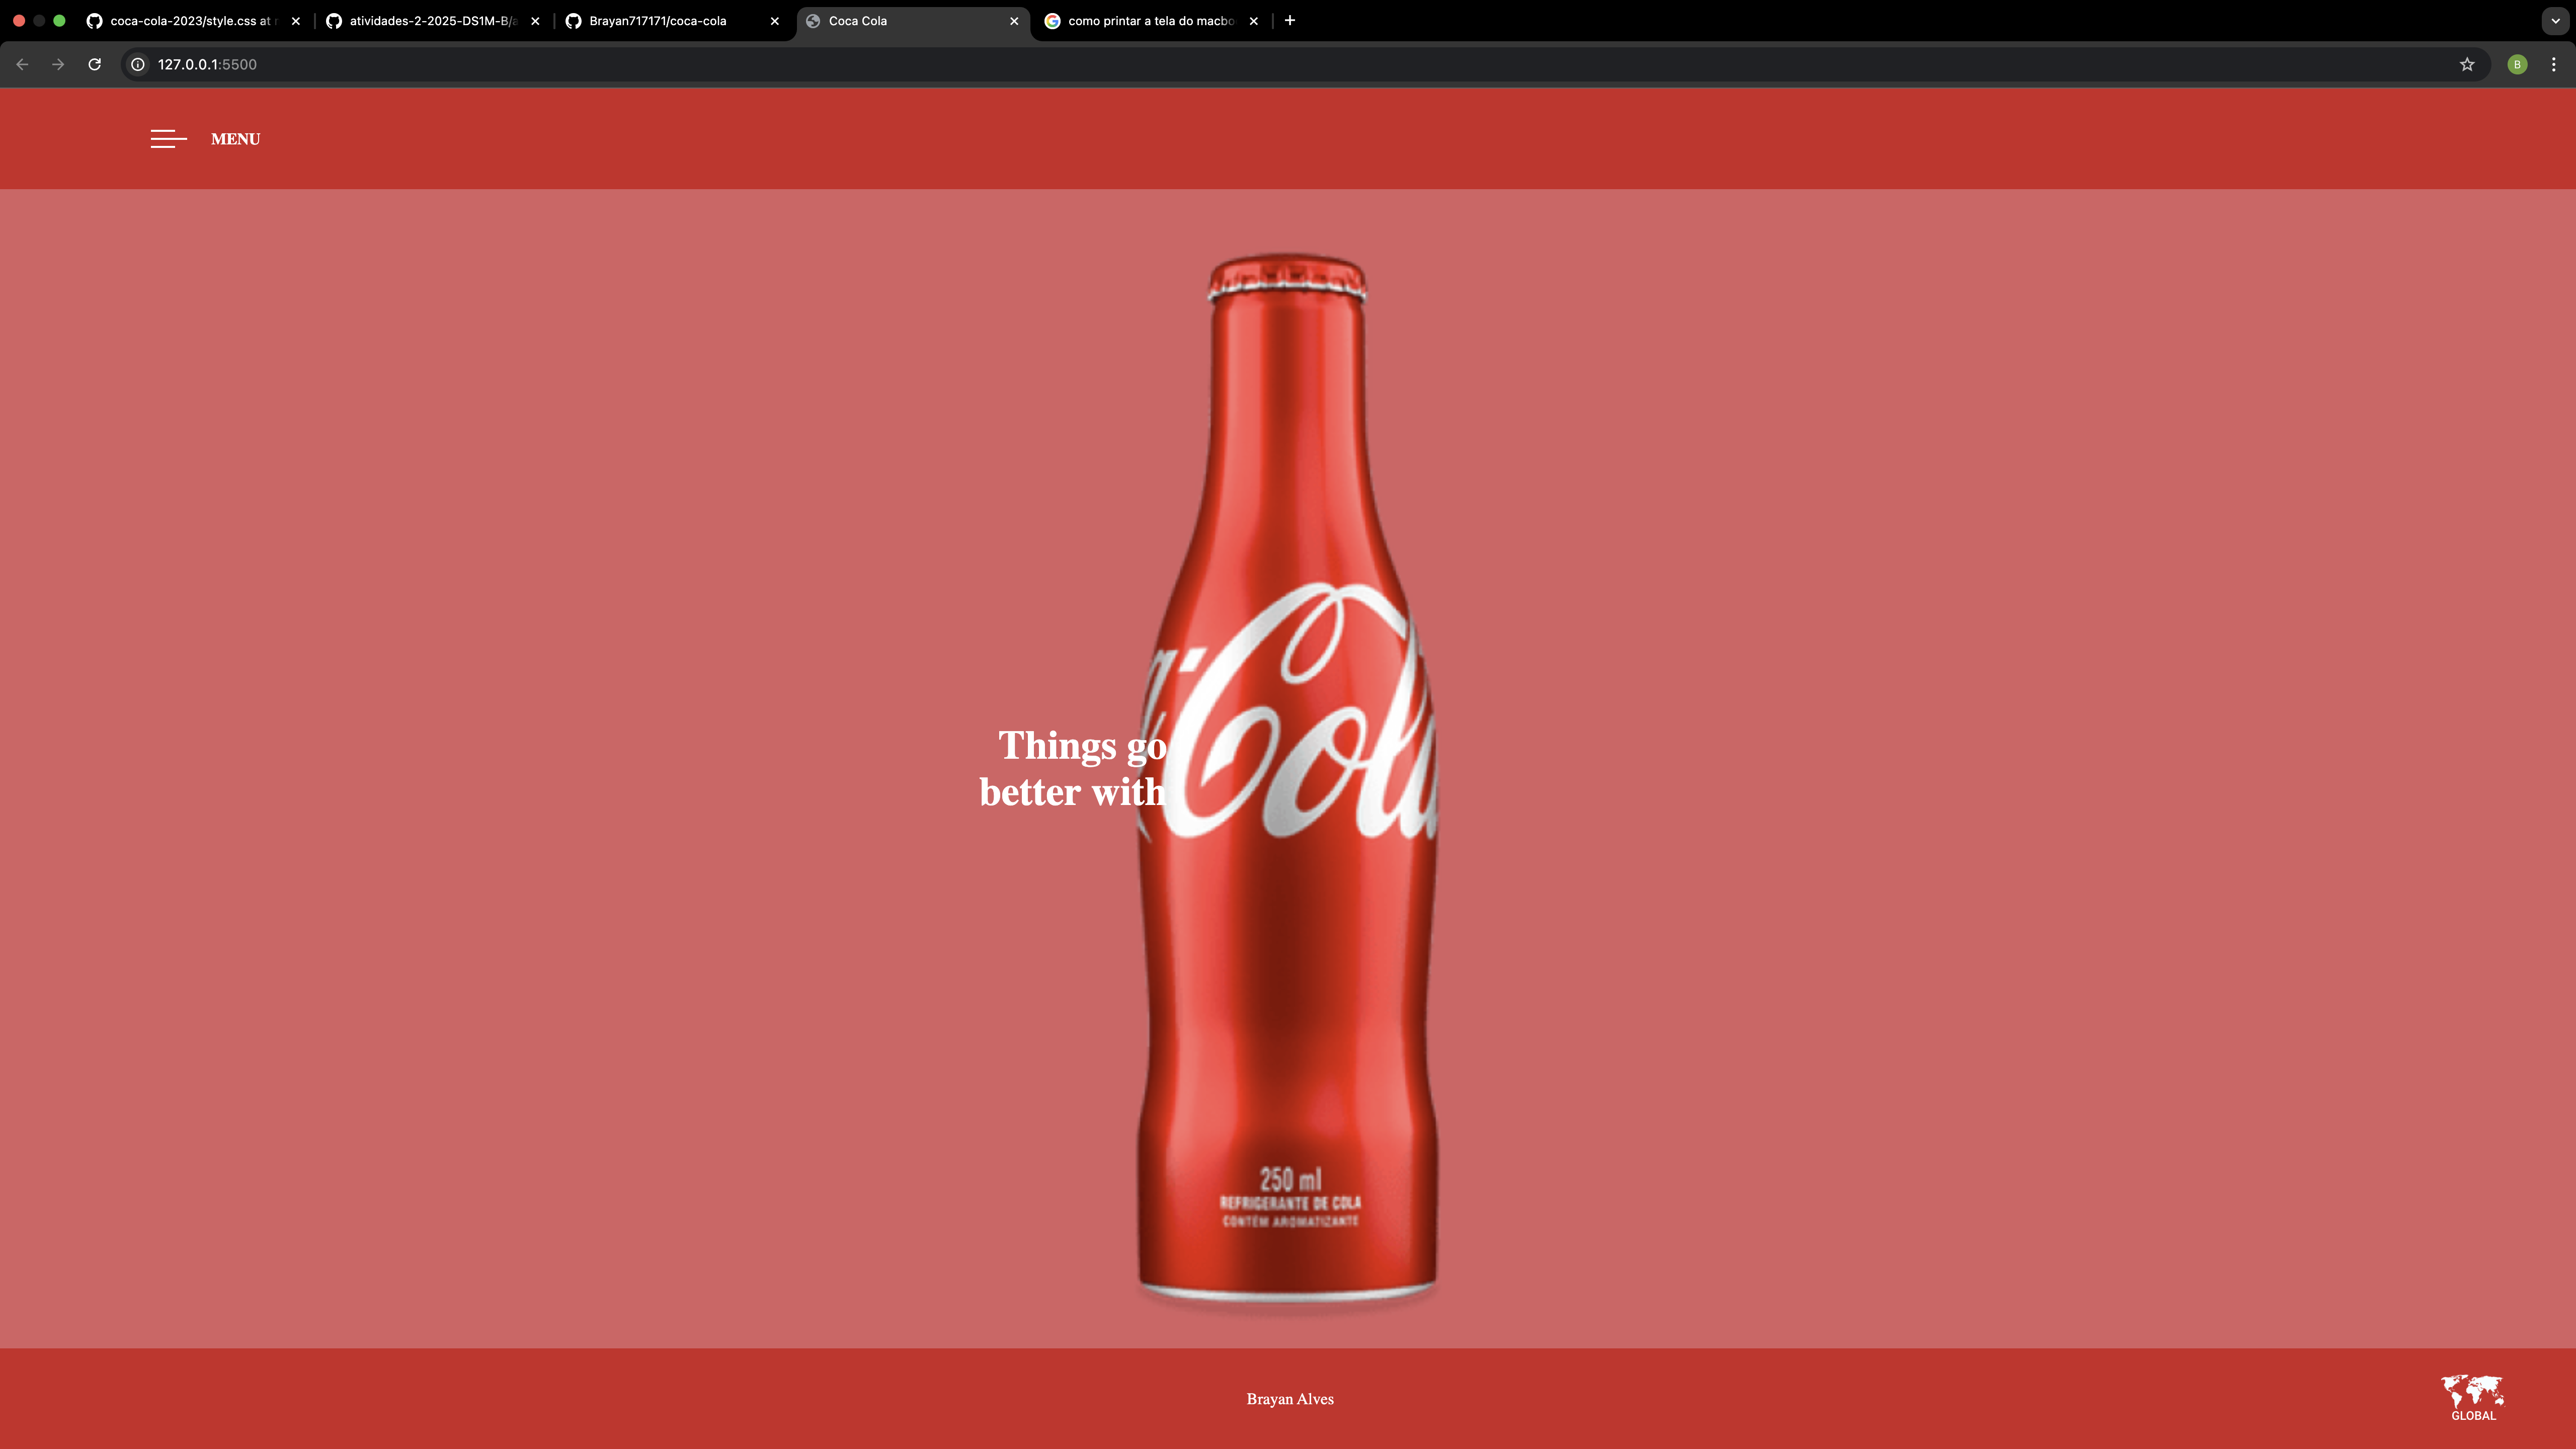 coca-cola-2023/style.css at
atividades-2-2025-DS1M-B/a
Brayan717171/coca-cola
Coca Cola
como printar a tela do macbo
127.0.0.1:5500
B
MENU
Cola
Things go
better with
250 ml
REFRIGERANTE DE COLA
CONTÉM AROMATIZANTE
Brayan Alves
GLOBAL